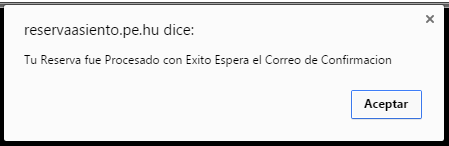 reservaasiento.pe.hu dice:
Tu Reserva fue Procesado con Exito Espera el Correo de Confirmacion
Aceptar